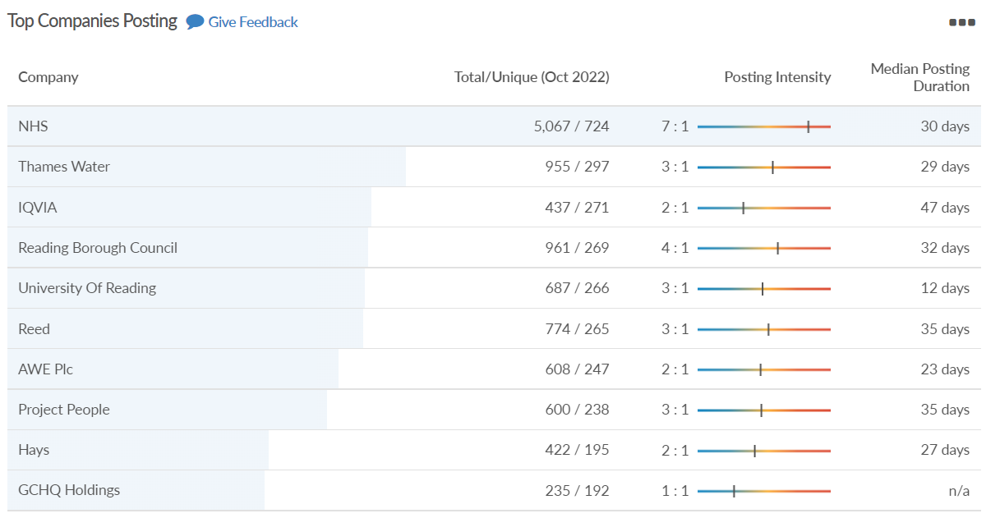 Top Companies Posting Give Feedback
Company Total/Unique (Oct 2022) Posting Intensity Median Posting Duration
NHS 5,067 / 724 7 : 1 30 days
Thames Water 955 / 297 3 : 1 29 days
IQVIA 437 / 271 2 : 1 47 days
Reading Borough Council 961 / 269 4 : 1 32 days
University Of Reading 687 / 266 3 : 1 12 days
Reed 774 / 265 3 : 1 35 days
AWE Plc 608 / 247 2 : 1 23 days
Project People 600 / 238 3 : 1 35 days
Hays 422 / 195 2 : 1 27 days
GCHQ Holdings 235 / 192 1 : 1 n/a